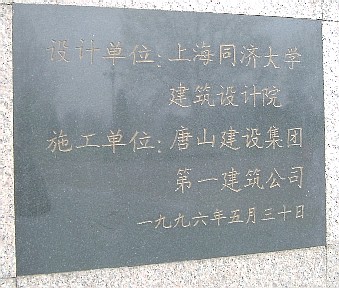 设计单位：上海同济大学
建筑设计院
施工单位：唐山建设集团
第一建筑公司
一九九六年五月三十日